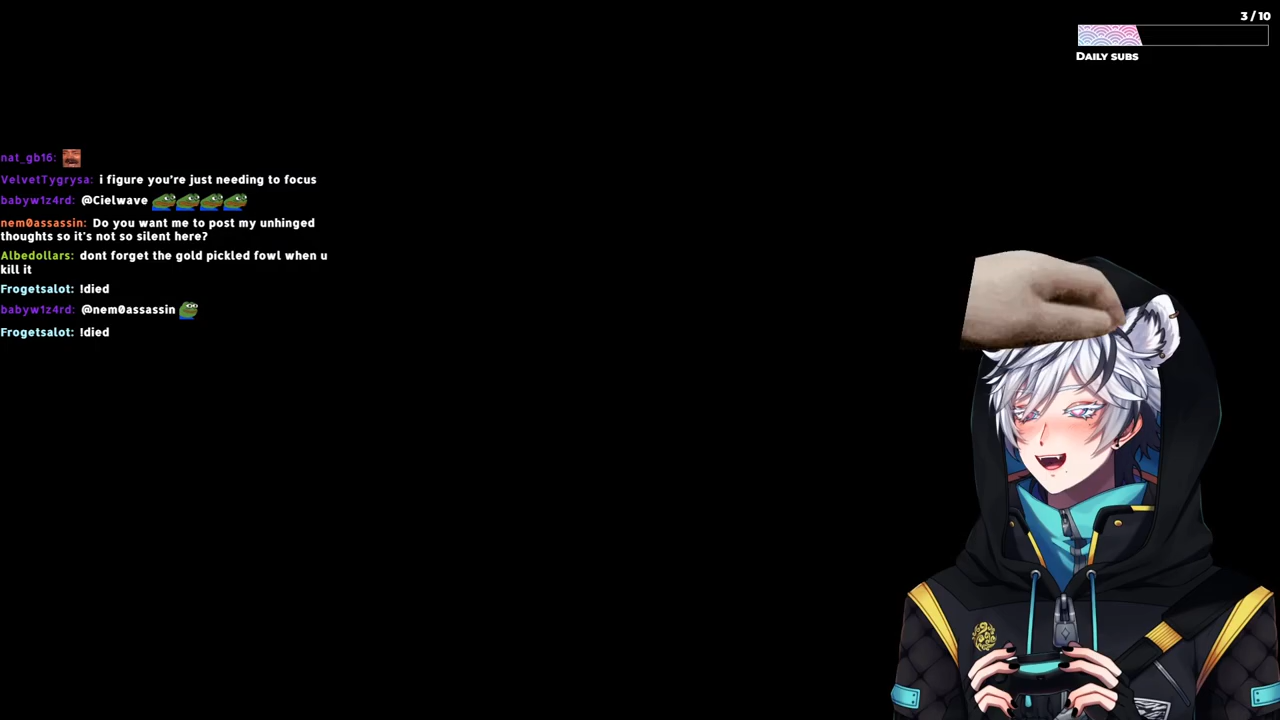 3 / 10
Daily subs
nat_gb16:
VelvetTygrysa: i figure you're just needing to focus
babyw1z4rd: @Cielwave
nem0assassin: Do you want me to post my unhinged
thoughts so it's not so silent here?
Albedollars: dont forget the gold pickled fowl when u
kill it
Frogetsalot: !died
babyw1z4rd: @nem0assassin
Frogetsalot: !died